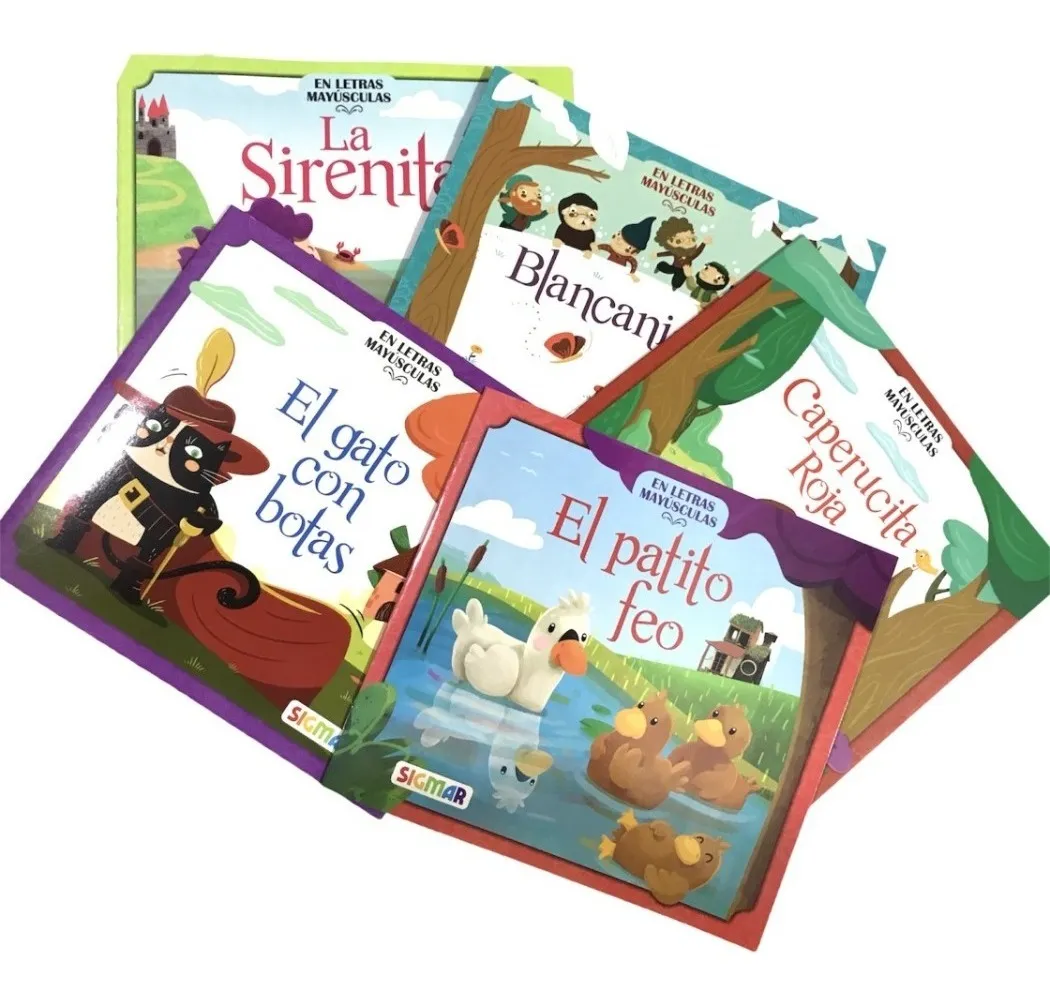 EN LETRAS
MAYÚSCULAS
La
Sirenita
EN LETRAS
MAYÚSCULAS
Blancani
EN LETRAS
MAYÚSCULAS
Caperucita
Roja
EN LETRAS
MAYÚSCULAS
El gato
con
botas
SIGMA
EN LETRAS
MAYÚSCULAS
El patito
feo
SIGMAR